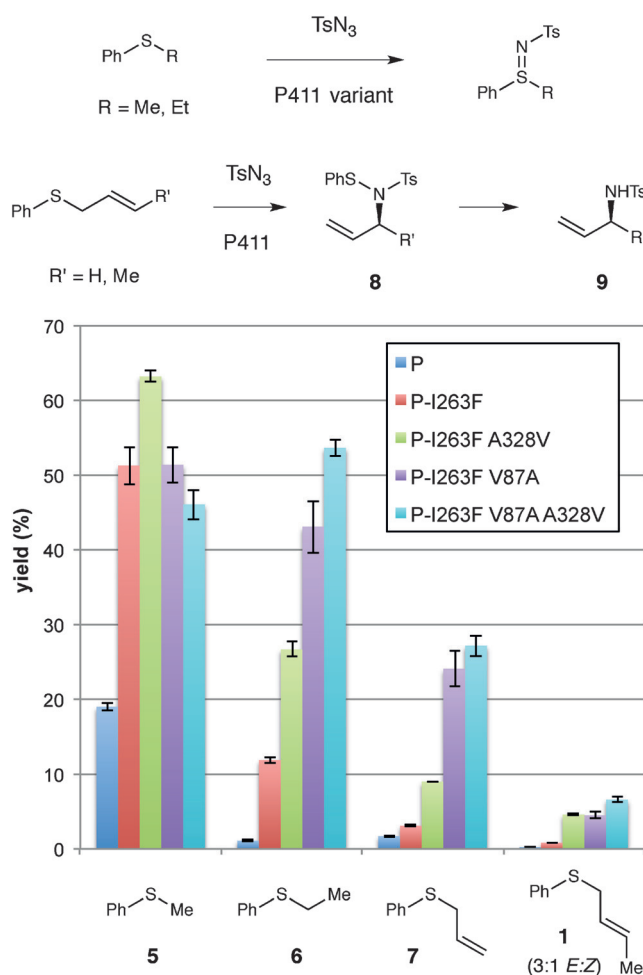 TsN3
Ph S R
P411 variant
R = Me, Et
N Ts
S
Ph R
TsN3
Ph S R'
P411
R' = H, Me
PhS N Ts
R'
8
NHTs
R
9
70
60
50
40
30
20
10
0
yield (%)
P
P-I263F
P-I263F A328V
P-I263F V87A
P-I263F V87A A328V
Ph S Me
5
Ph S Me
6
Ph S
7
Ph S Me
1
(3:1 E:Z)